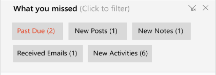 What you missed (Click to filter)
Past Due (2) New Posts (1) New Notes (1)
Received Emails (1) New Activities (6)